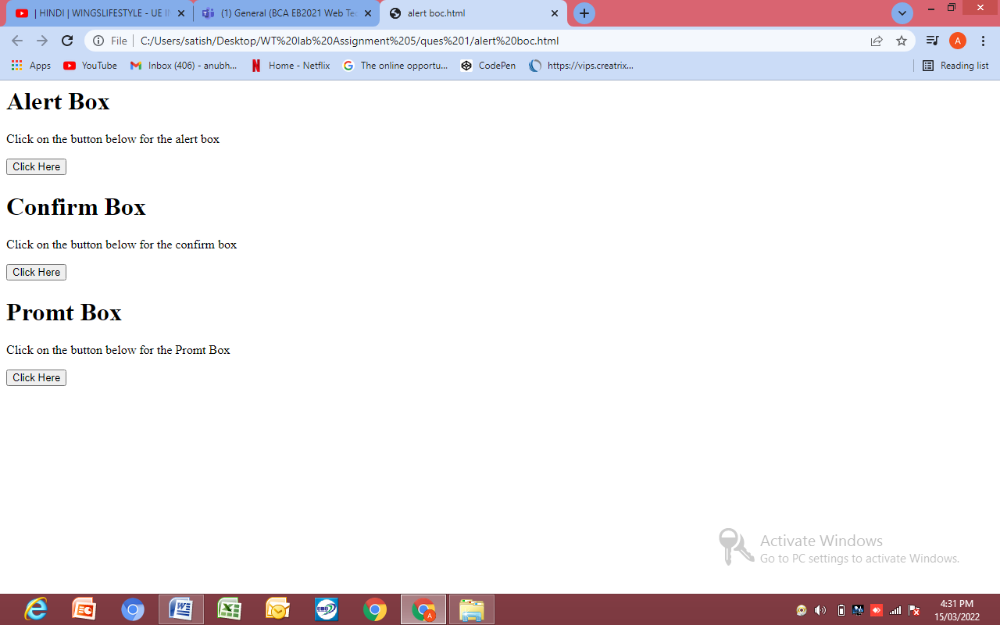 | HINDI | WINGSLIFESTYLE - UE I
(1) General (BCA EB2021 Web Tec
alert boc.html
File
C:/Users/satish/Desktop/WT%20lab%20Assignment%205/ques%201/alert%20boc.html
A
Apps
YouTube
Inbox (406) - anubh...
Home - Netflix
The online opportu...
CodePen
https://vips.creatrix...
Reading list
Alert Box
Click on the button below for the alert box
Click Here
Confirm Box
Click on the button below for the confirm box
Click Here
Promt Box
Click on the button below for the Promt Box
Click Here
Activate Windows
Go to PC settings to activate Windows.
4:31 PM
15/03/2022